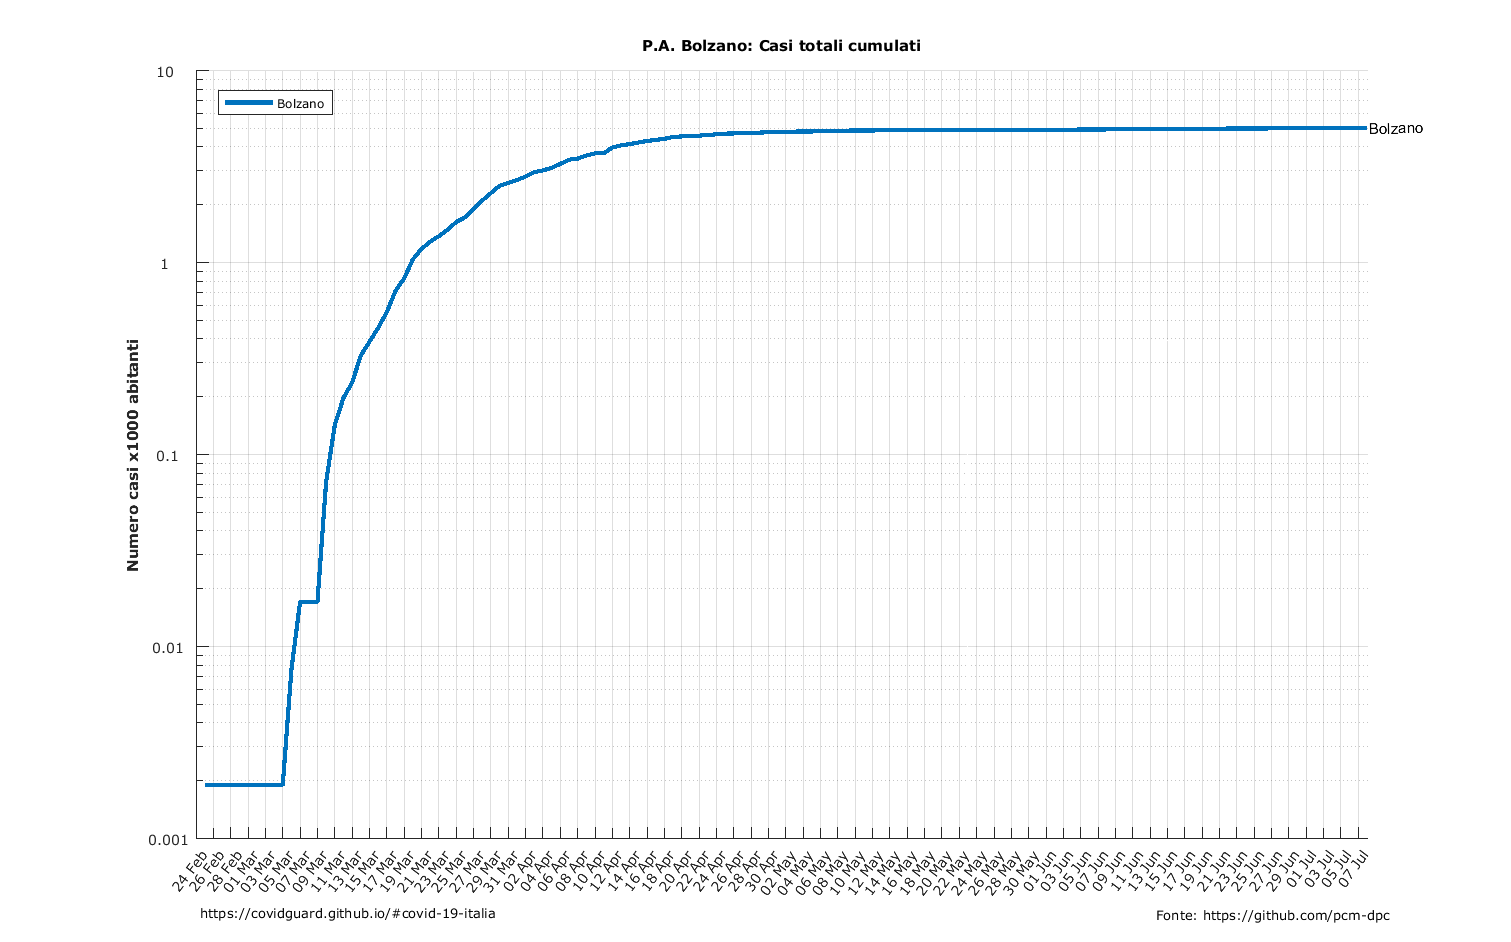 P.A. Bolzano: Casi totali cumulati
10
Bolzano
Bolzano
1
0.1
0.01
0.001
Numero casi x1000 abitanti
24 Feb
26 Feb
28 Feb
01 Mar
03 Mar
05 Mar
07 Mar
09 Mar
11 Mar
13 Mar
15 Mar
17 Mar
19 Mar
21 Mar
23 Mar
25 Mar
27 Mar
29 Mar
31 Mar
02 Apr
04 Apr
06 Apr
08 Apr
10 Apr
12 Apr
14 Apr
16 Apr
18 Apr
20 Apr
22 Apr
24 Apr
26 Apr
28 Apr
30 Apr
02 May
04 May
06 May
08 May
10 May
12 May
14 May
16 May
18 May
20 May
22 May
24 May
26 May
28 May
30 May
01 Jun
03 Jun
05 Jun
07 Jun
09 Jun
11 Jun
13 Jun
15 Jun
17 Jun
19 Jun
21 Jun
23 Jun
25 Jun
27 Jun
29 Jun
01 Jul
03 Jul
05 Jul
07 Jul
https://covidguard.github.io/#covid-19-italia
Fonte: https://github.com/pcm-dpc